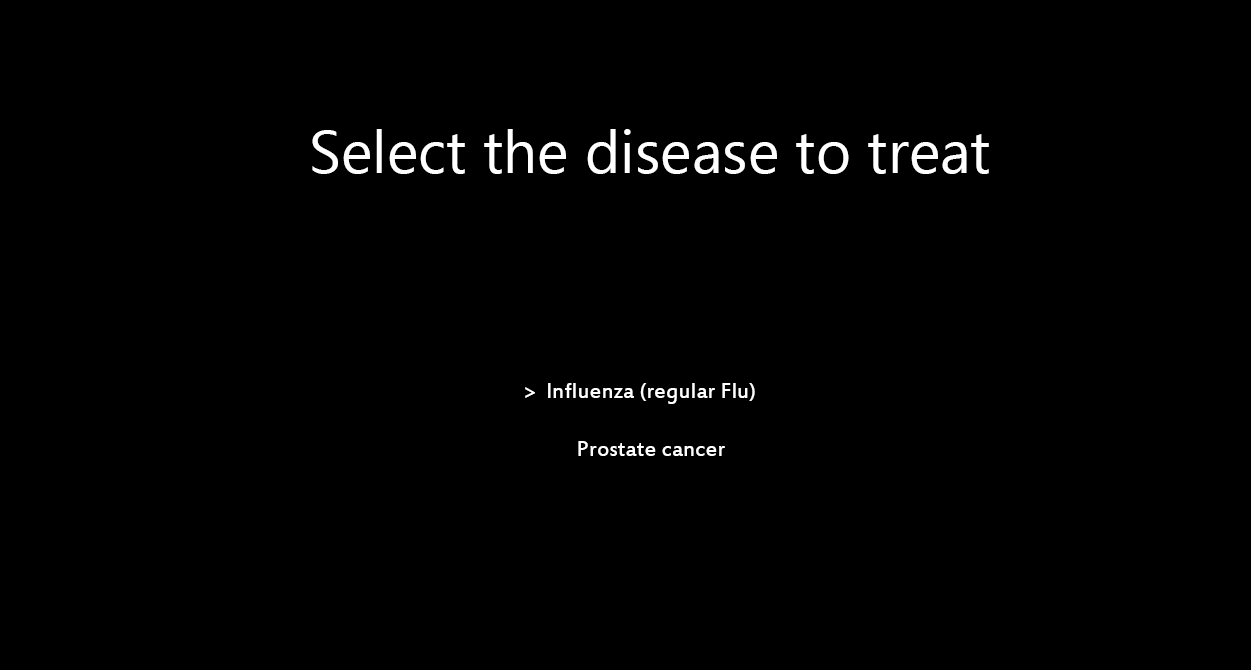 Select the disease to treat
> Influenza (regular Flu)
Prostate cancer